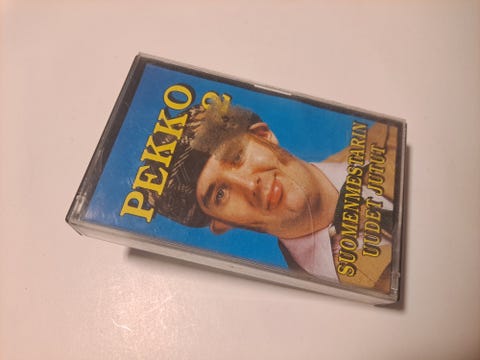 PEKKO
2
SUOMENMESTARIN
UUDET JUTUT